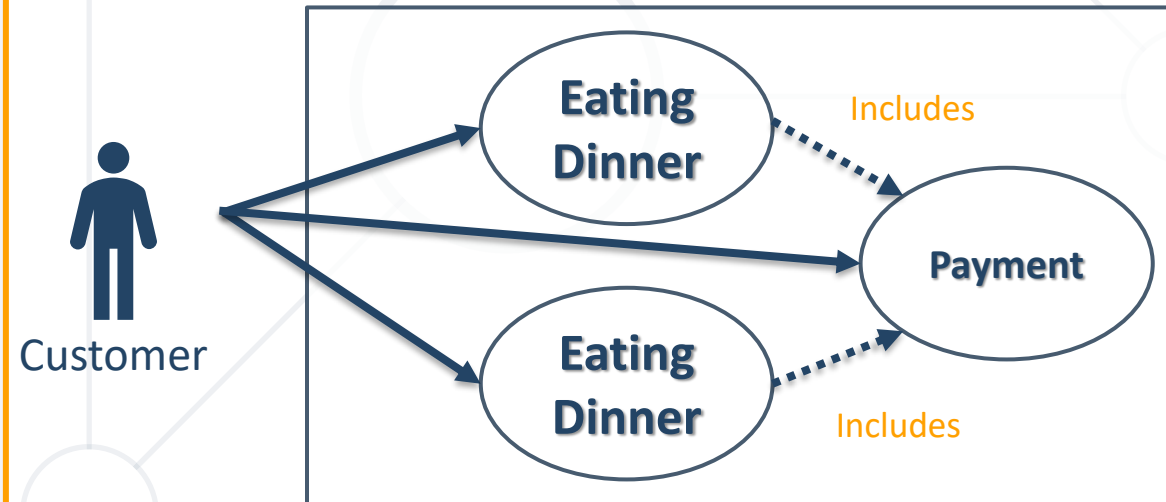 Eating
Dinner
Includes
Payment
Customer
Eating
Dinner
Includes